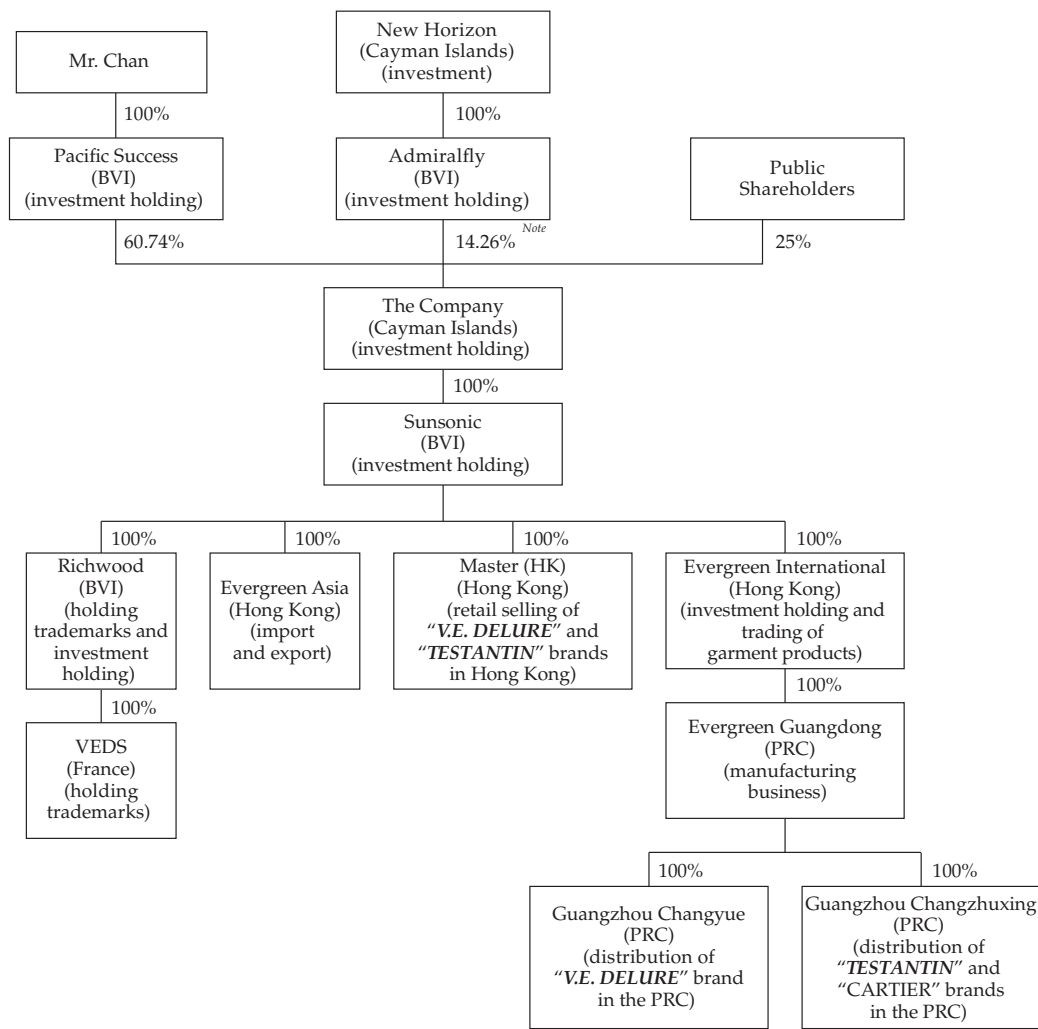 Mr. Chan
New Horizon
(Cayman Islands)
(investment)
100%
100%
Pacific Success
(BVI)
(investment holding)
Admiralfly
(BVI)
(investment holding)
Public
Shareholders
60.74%
14.26% Note
25%
The Company
(Cayman Islands)
(investment holding)
100%
Sunsonic
(BVI)
(investment holding)
100%
100%
100%
100%
Richwood
(BVI)
(holding
trademarks and
investment
holding)
Evergreen Asia
(Hong Kong)
(import
and export)
Master (HK)
(Hong Kong)
(retail selling of
“V.E. DELURE” and
“TESTANTIN” brands
in Hong Kong)
Evergreen International
(Hong Kong)
(investment holding and
trading of
garment products)
100%
100%
VEDS
(France)
(holding
trademarks)
Evergreen Guangdong
(PRC)
(manufacturing
business)
100%
100%
Guangzhou Changyue
(PRC)
(distribution of
“V.E. DELURE” brand
in the PRC)
Guangzhou Changzhuxing
(PRC)
(distribution of
“TESTANTIN” and
“CARTIER” brands
in the PRC)